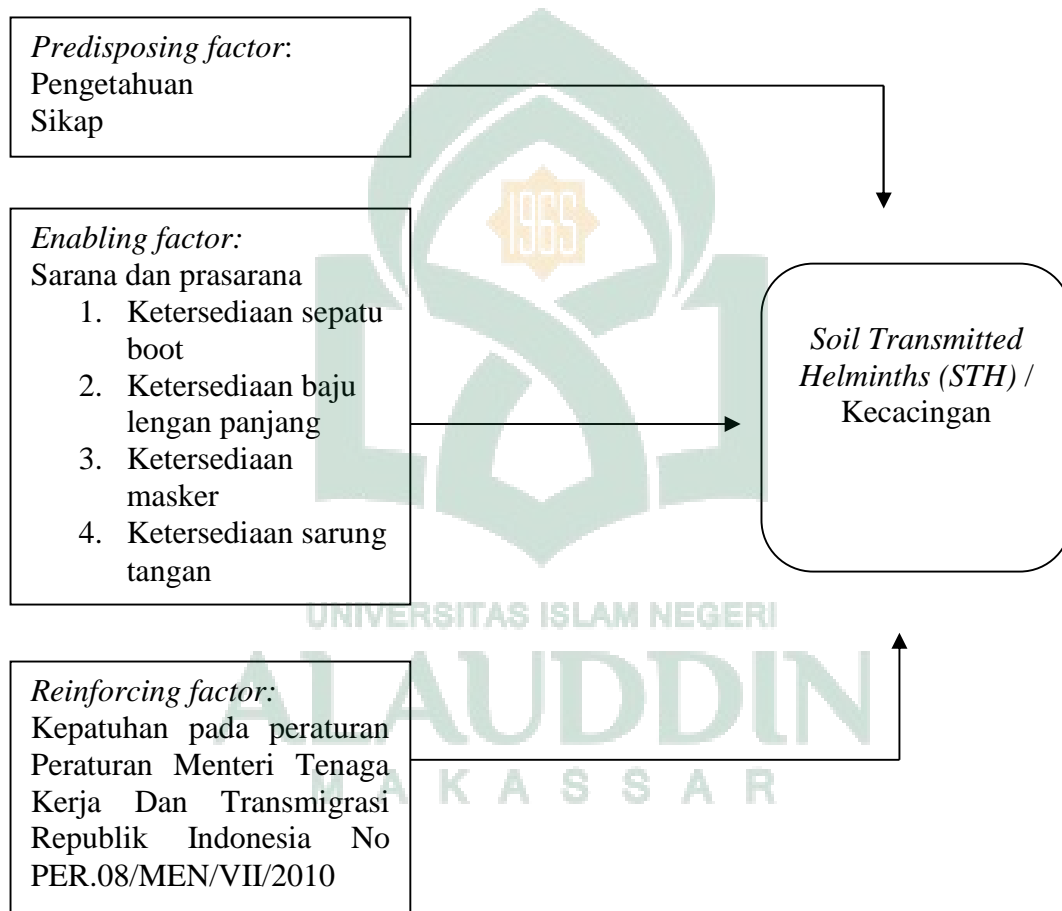 Predisposing factor:
Pengetahuan
Sikap
Enabling factor:
Sarana dan prasarana
1. Ketersediaan sepatu
boot
2. Ketersediaan baju
lengan panjang
3. Ketersediaan
masker
4. Ketersediaan sarung
tangan
Reinforcing factor:
Kepatuhan pada peraturan
Peraturan Menteri Tenaga
Kerja Dan Transmigrasi
Republik Indonesia No
PER.08/MEN/VII/2010
Soil Transmitted
Helminths (STH) /
Kecacingan
1965
UNIVERSITAS ISLAM NEGERI
ALAUDDIN
MAKASSAR